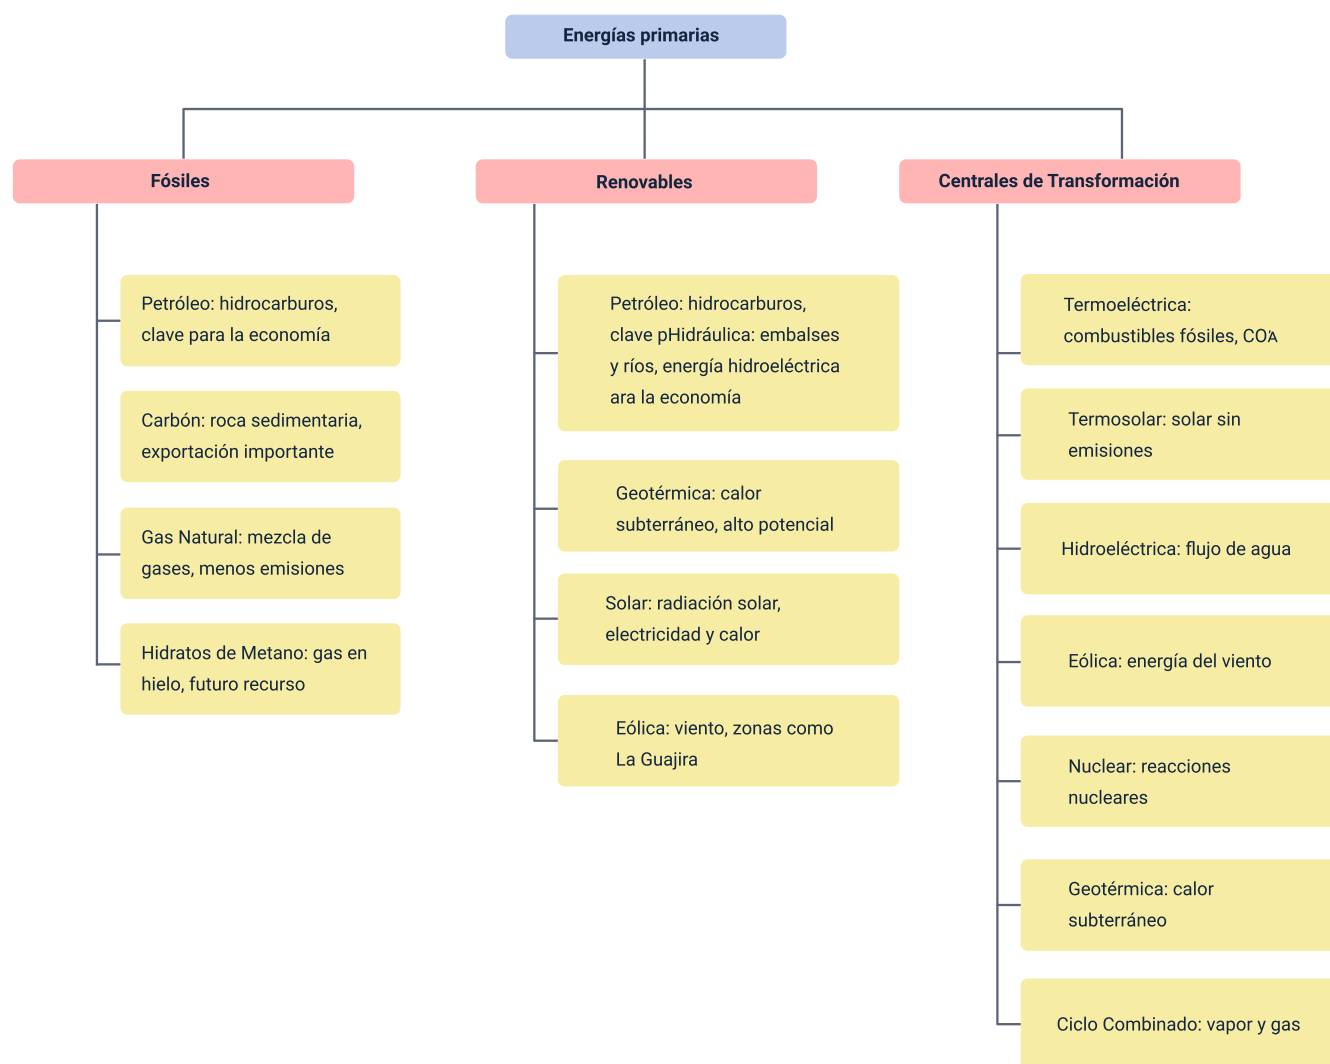 Energías primarias
Fósiles
Petróleo: hidrocarburos,
clave para la economía
Carbón: roca sedimentaria,
exportación importante
Gas Natural: mezcla de
gases, menos emisiones
Hidratos de Metano: gas en
hielo, futuro recurso
Renovables
Petróleo: hidrocarburos,
clave pHidráulica: embalses
y ríos, energía hidroeléctrica
ara la economía
Geotérmica: calor
subterráneo, alto potencial
Solar: radiación solar,
electricidad y calor
Eólica: viento, zonas como
La Guajira
Centrales de Transformación
Termoeléctrica:
combustibles fósiles,
Termosolar: solar sin
emisiones
Hidroeléctrica: flujo de agua
Eólica: energía del viento
Nuclear: reacciones
nucleares
Geotérmica: calor
subterráneo
Ciclo Combinado: vapor y gas